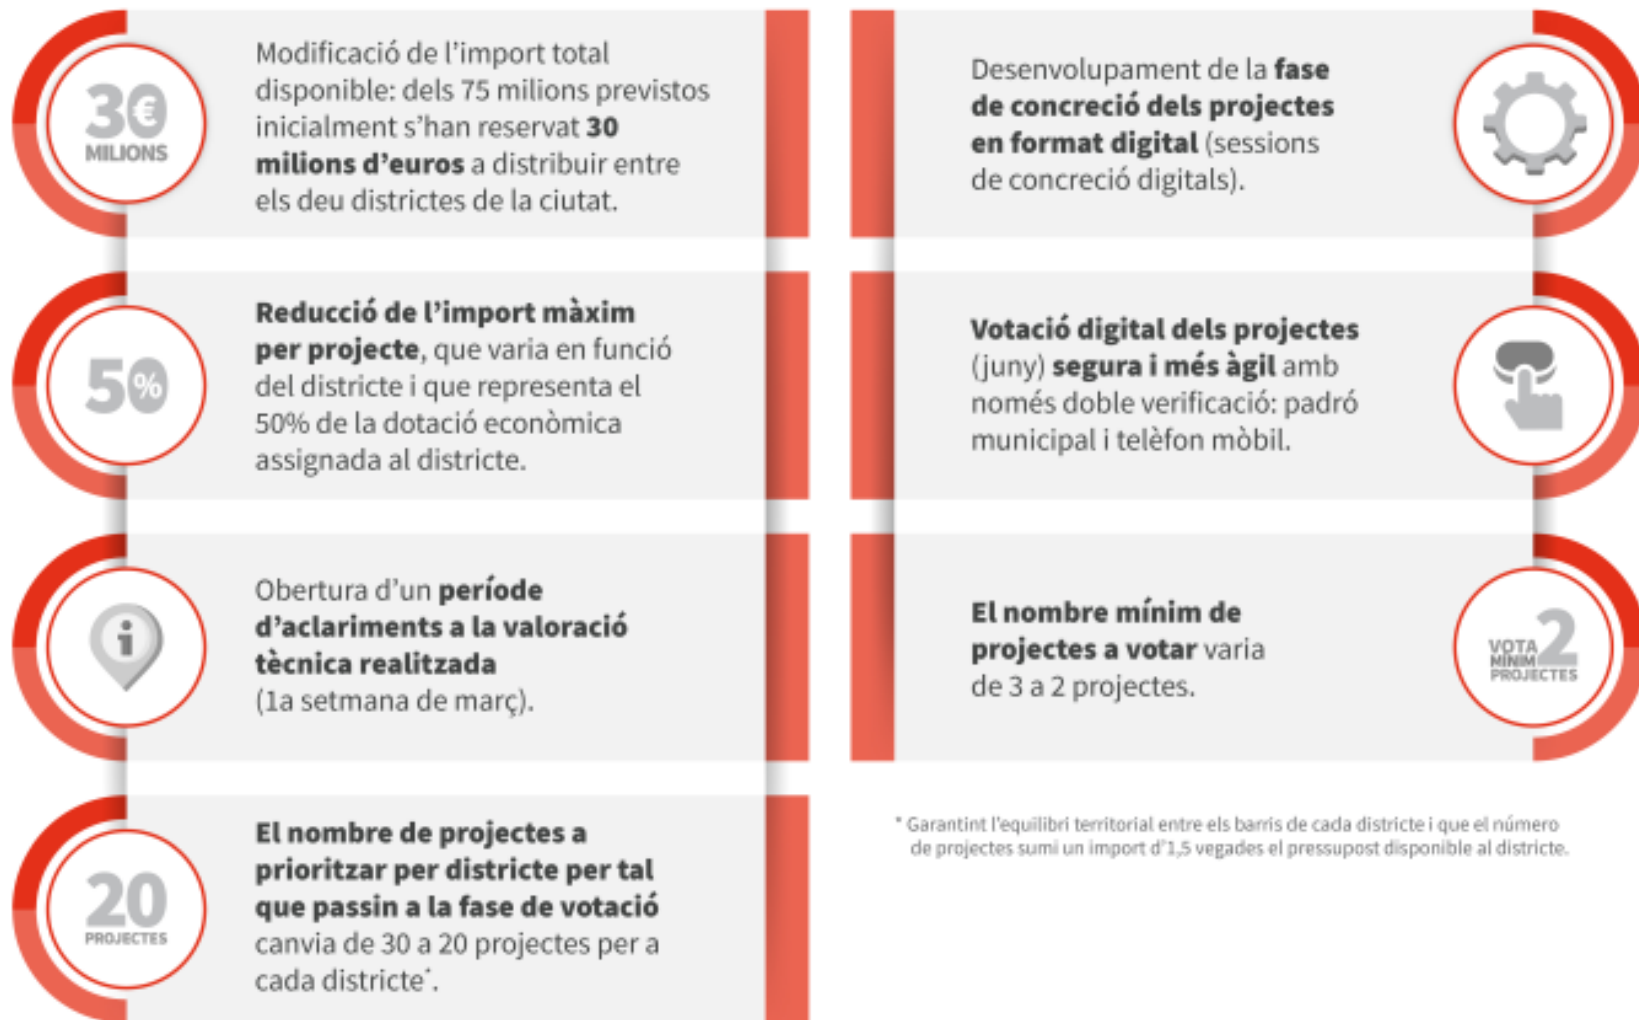 30€
MILIONS
Modificació de l'import total
disponible: dels 75 milions previstos
inicialment s'han reservat 30
milions d'euros a distribuir entre
els deu districtes de la ciutat.
50%
Reducció de l'import màxim
per projecte, que varia en funció
del districte i que representa el
50% de la dotació econòmica
assignada al districte.
i
Obertura d'un període
d'aclariments a la valoració
tècnica realitzada
(1a setmana de març).
20
PROJECTES
El nombre de projectes a
prioritzar per districte per tal
que passin a la fase de votació
canvia de 30 a 20 projectes per a
cada districte*.
Desenvolupament de la fase
de concreció dels projectes
en format digital (sessions
de concreció digitals).
Votació digital dels projectes
(juny) segura i més àgil amb
només doble verificació: padró
municipal i telèfon mòbil.
El nombre mínim de
projectes a votar varia
de 3 a 2 projectes.
VOTA 2
MÍNIM
PROJECTES
* Garantint l'equilibri territorial entre els barris de cada districte i que el número
de projectes sumi un import d'1,5 vegades el pressupost disponible al districte.